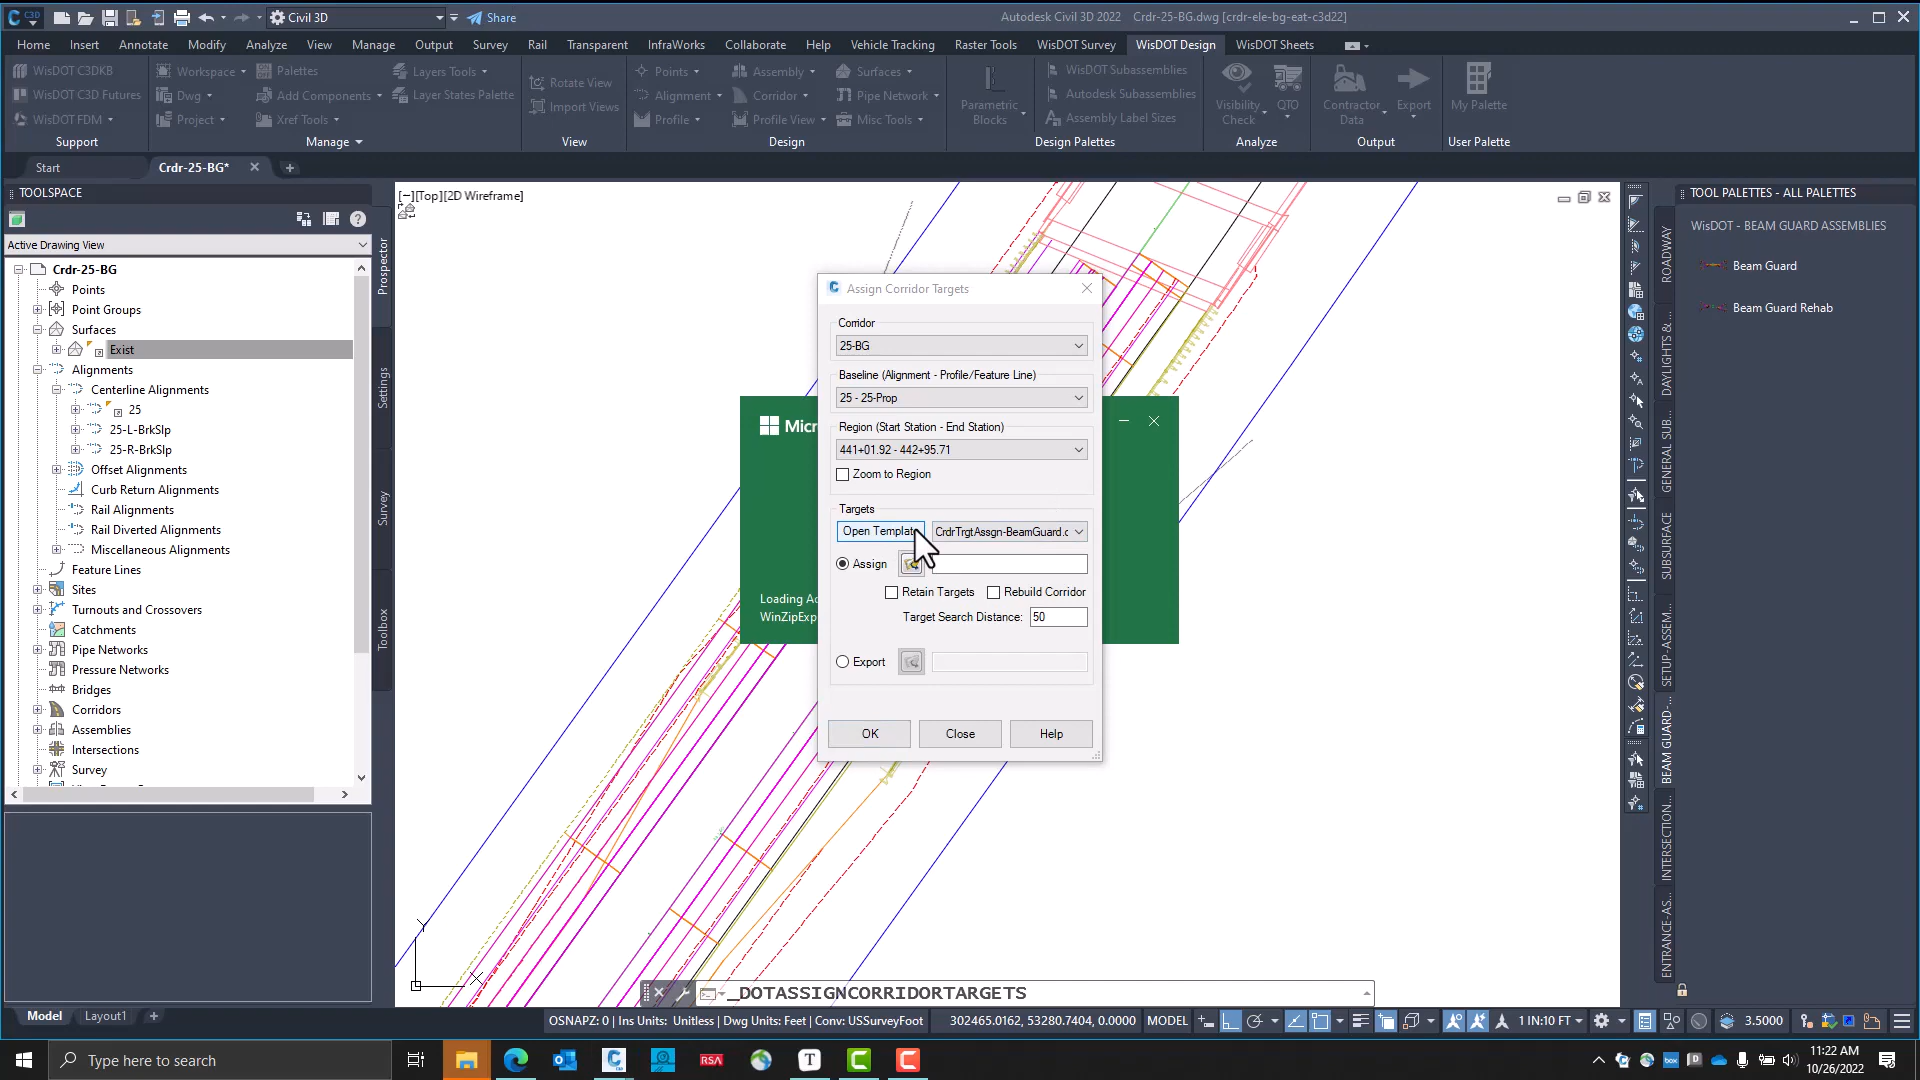 C3D
Civil 3D
Share
Autodesk Civil 3D 2022 Crdr-25-BG.dwg [crdr-ele-bg-eat-c3d22]
Home Insert Annotate Modify Analyze View Manage Output Survey Rail Transparent InfraWorks Collaborate Help Vehicle Tracking Raster Tools WisDOT Survey WisDOT Design WisDOT Sheets
WisDOT C3DKB
WisDOT C3D Futures
WisDOT FDM
Support
Workspace
Dwg
Project
Palettes
Add Components
Xref Tools
Layers Tools
Layer States Palette
Manage
Rotate View
Import Views
View
Points
Alignment
Profile
Assembly
Corridor
Profile View
Surfaces
Pipe Network
Misc Tools
Design
Parametric
Blocks
WisDOT Subassemblies
Autodesk Subassemblies
Assembly Label Sizes
Design Palettes
Visibility
Check
QTO
Analyze
Contractor
Data
Export
Output
My Palette
User Palette
Start
Crdr-25-BG*
TOOLSPACE
Active Drawing View
Crdr-25-BG
Points
Point Groups
Surfaces
Exist
Alignments
Centerline Alignments
25
25-L-BrkSlp
25-R-BrkSlp
Offset Alignments
Curb Return Alignments
Rail Alignments
Rail Diverted Alignments
Miscellaneous Alignments
Feature Lines
Sites
Turnouts and Crossovers
Catchments
Pipe Networks
Pressure Networks
Bridges
Corridors
Assemblies
Intersections
Survey
Prospector
Settings
Survey
Toolbox
[−][Top][2D Wireframe]
Micr
Loading Ad
WinZipExp
Assign Corridor Targets
Corridor
25-BG
Baseline (Alignment - Profile/Feature Line)
25 - 25-Prop
Region (Start Station - End Station)
441+01.92 - 442+95.71
Zoom to Region
Targets
Open Template
CrdrTrgtAssgn-BeamGuard.c
Assign
Retain Targets
Rebuild Corridor
Target Search Distance: 50
Export
OK
Close
Help
Y
X
_DOTASSIGNCORRIDORTARGETS
TOOL PALETTES - ALL PALETTES
WisDOT - BEAM GUARD ASSEMBLIES
Beam Guard
Beam Guard Rehab
ROADWAY
DAYLIGHTS & ...
GENERAL SUB...
SUBSURFACE
SETUP-ASSEM...
BEAM GUARD-...
INTERSECTION...
ENTRANCE-AS...
Model
Layout1
OSNAPZ: 0 | Ins Units: Unitless | Dwg Units: Feet | Conv: USSurveyFoot
302465.0162, 53280.7404, 0.0000
MODEL
1 IN:10 FT
3.5000
Type here to search
RSA
T
C
C
box
11:22 AM
10/26/2022